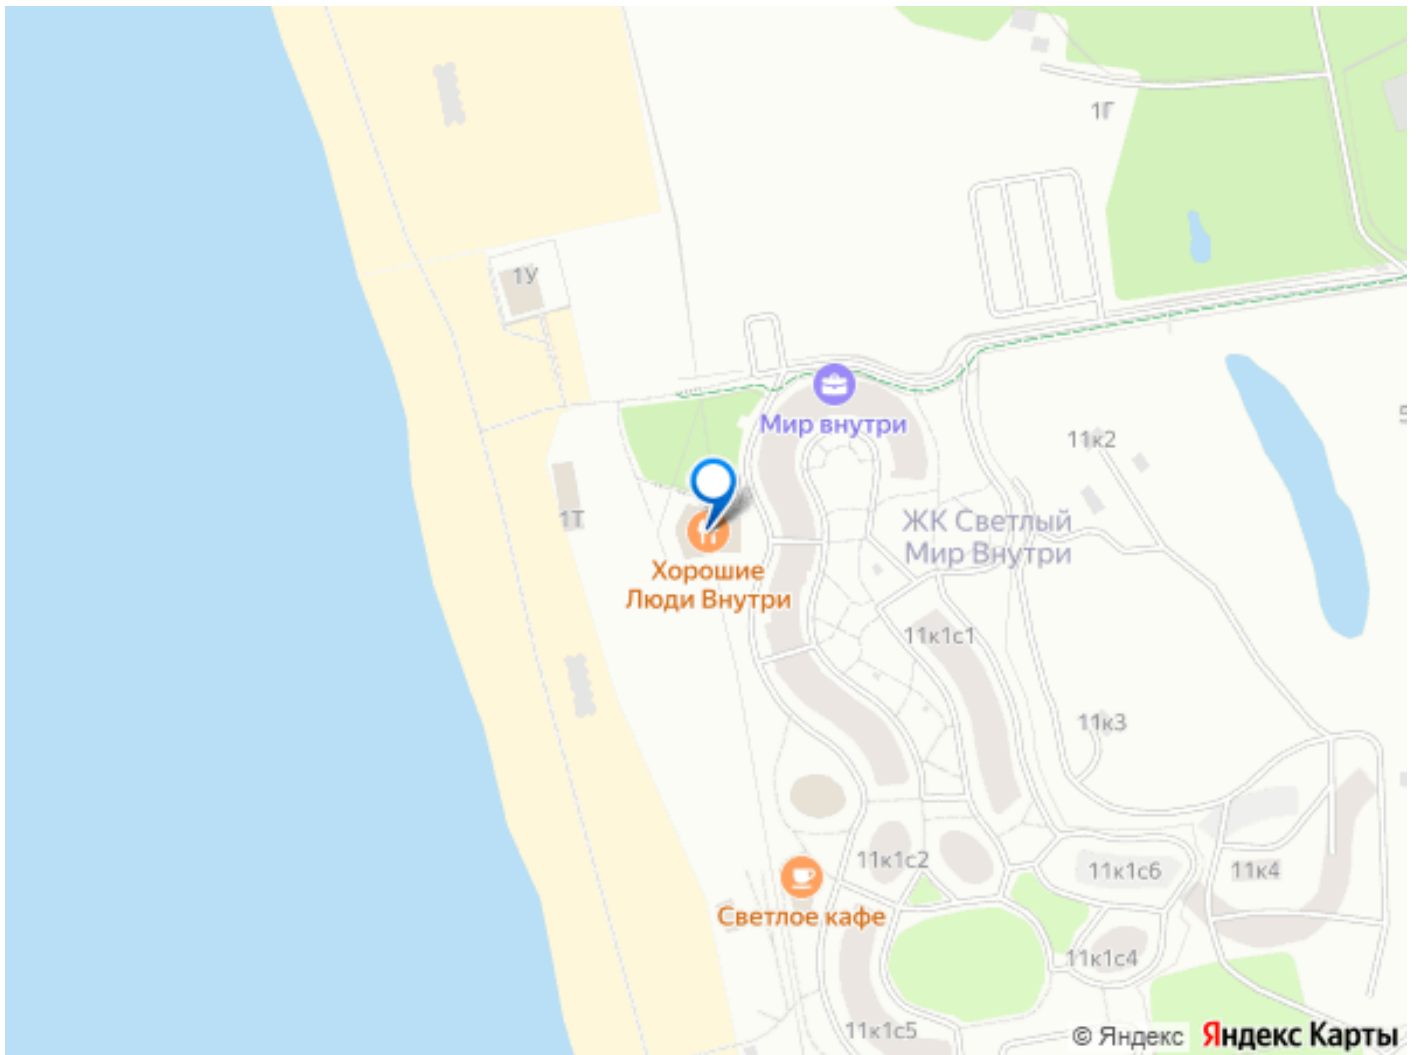 1Г
1У
Мир внутри
11к2
ЖК Светлый
Мир Внутри
1Т
Хорошие
Люди Внутри
11к1с1
11к3
11к1с2
11к1с6
11к4
Светлое кафе
11к1с4
11к1с5
© Яндекс Яндекс Карты